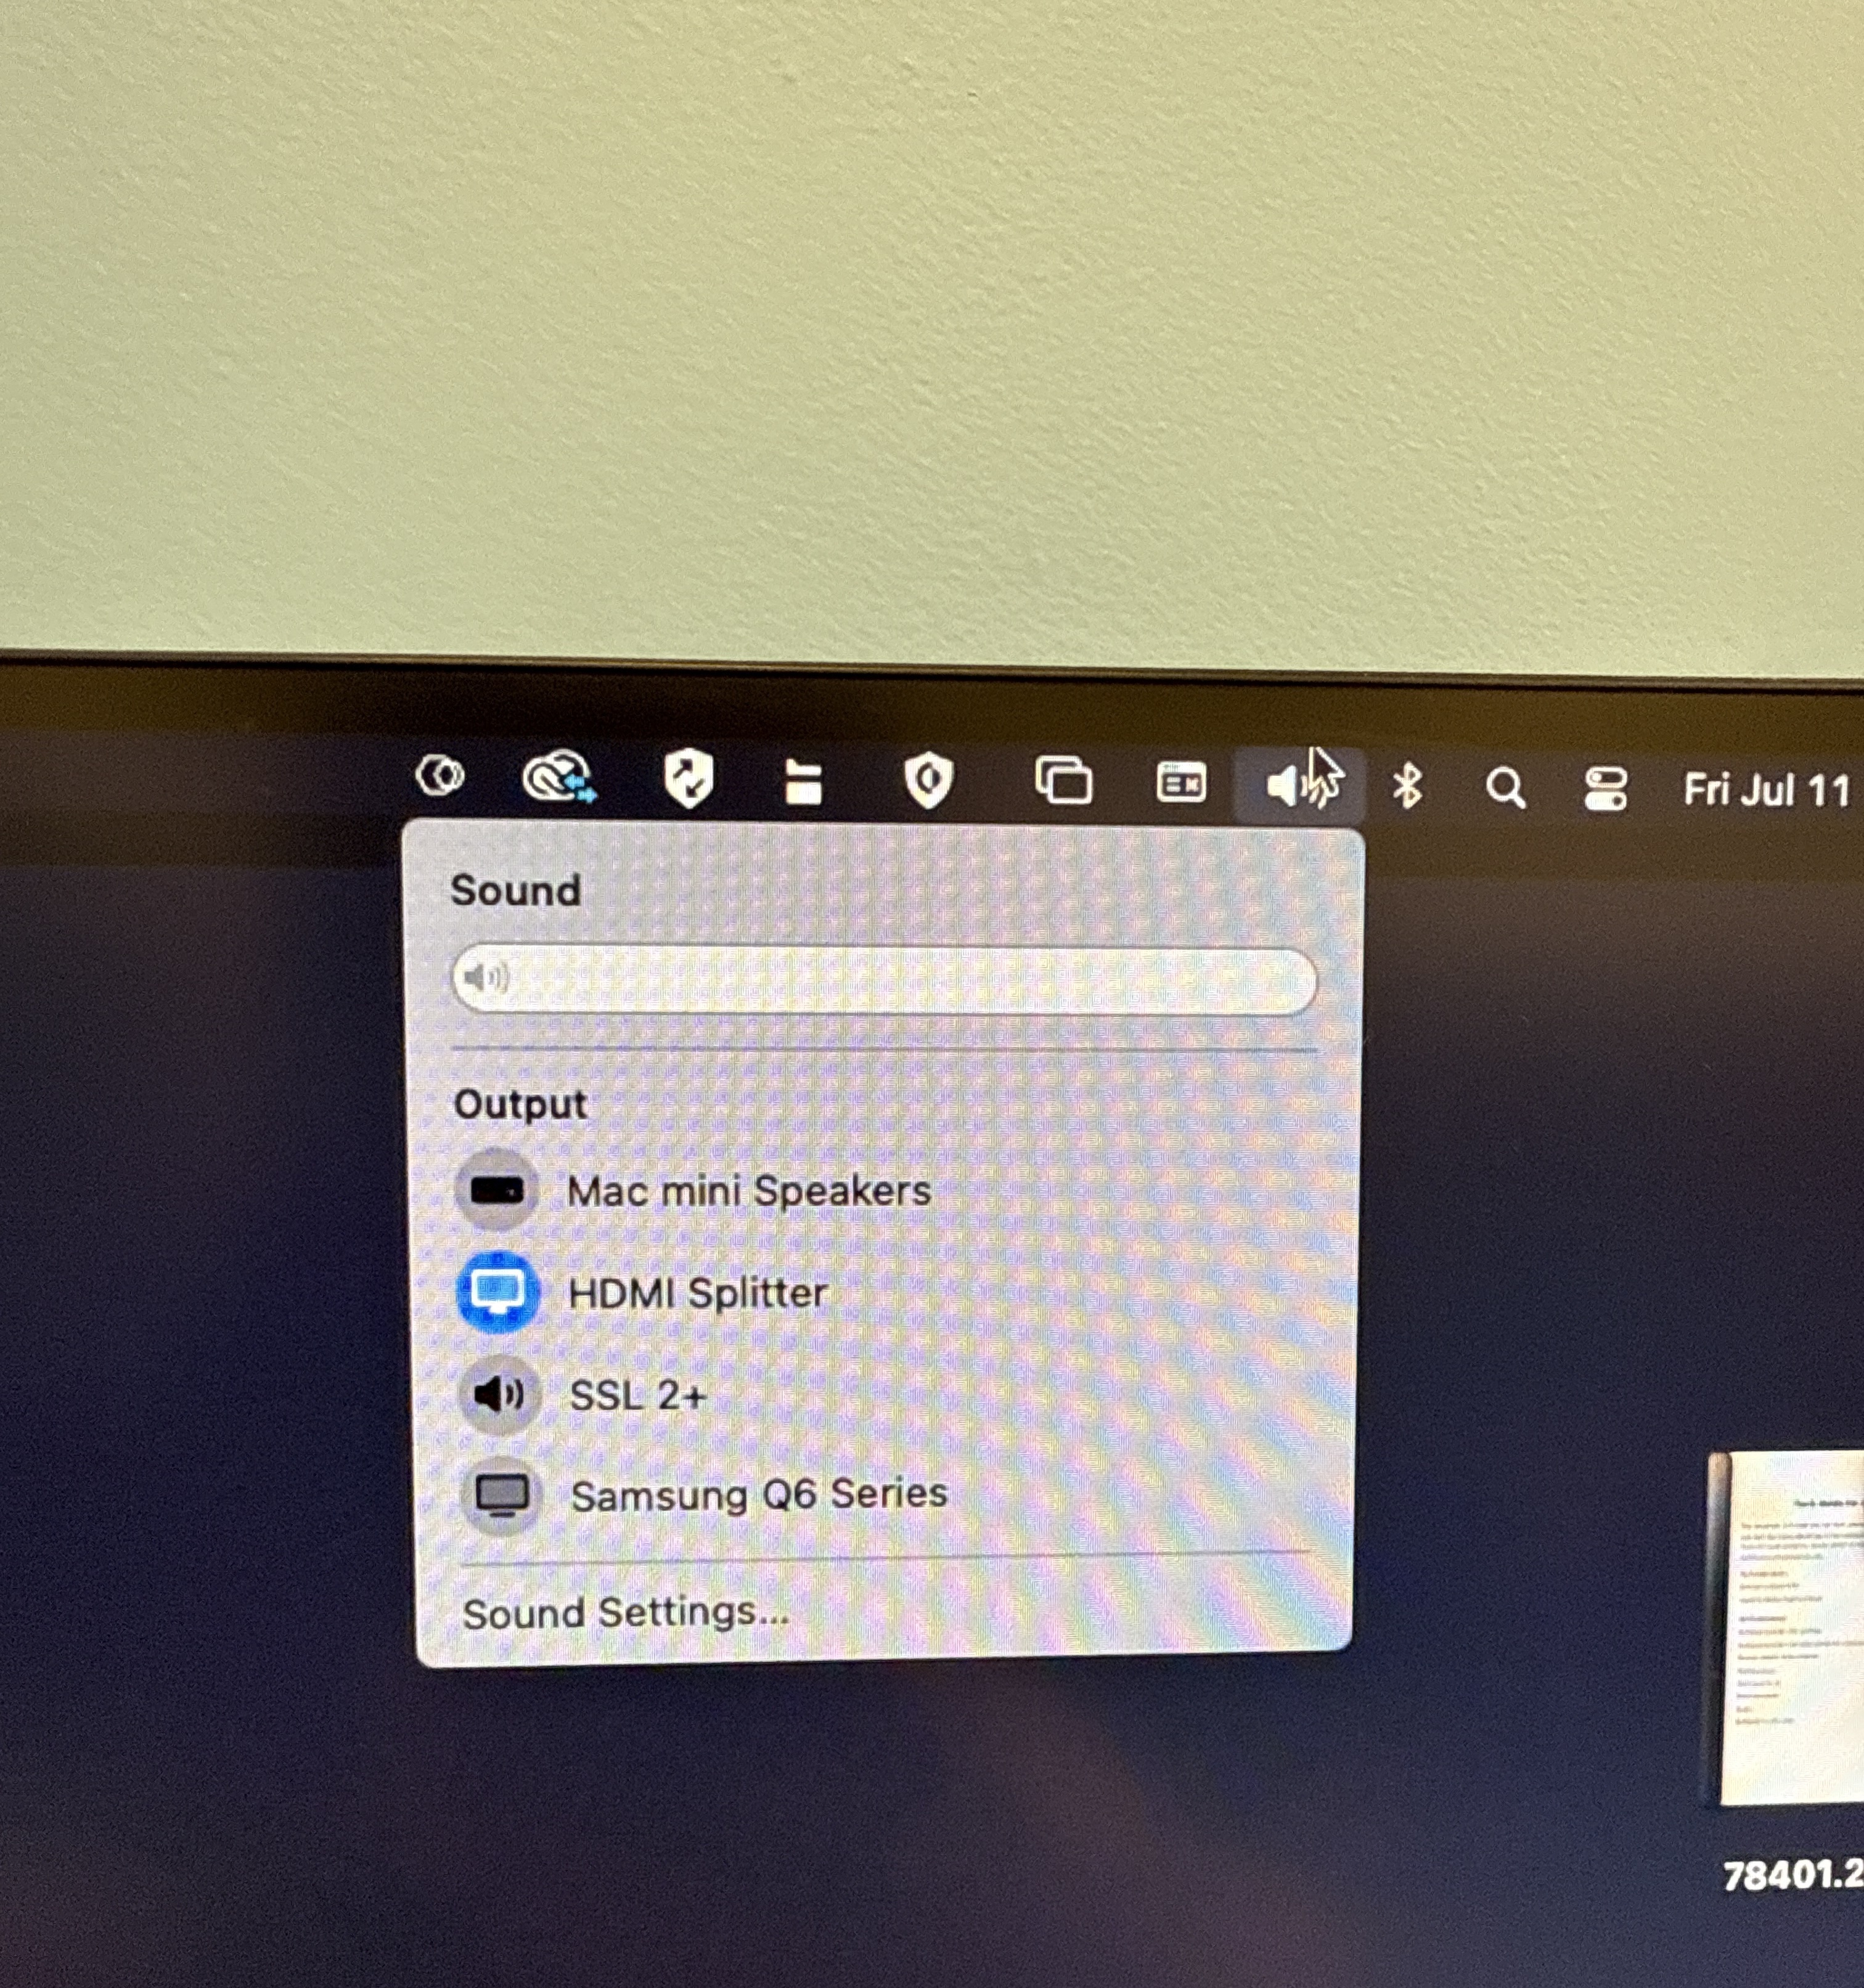 Fri Jul 11
Sound
Output
Mac mini Speakers
HDMI Splitter
SSL 2+
Samsung Q6 Series
Sound Settings...
78401.2